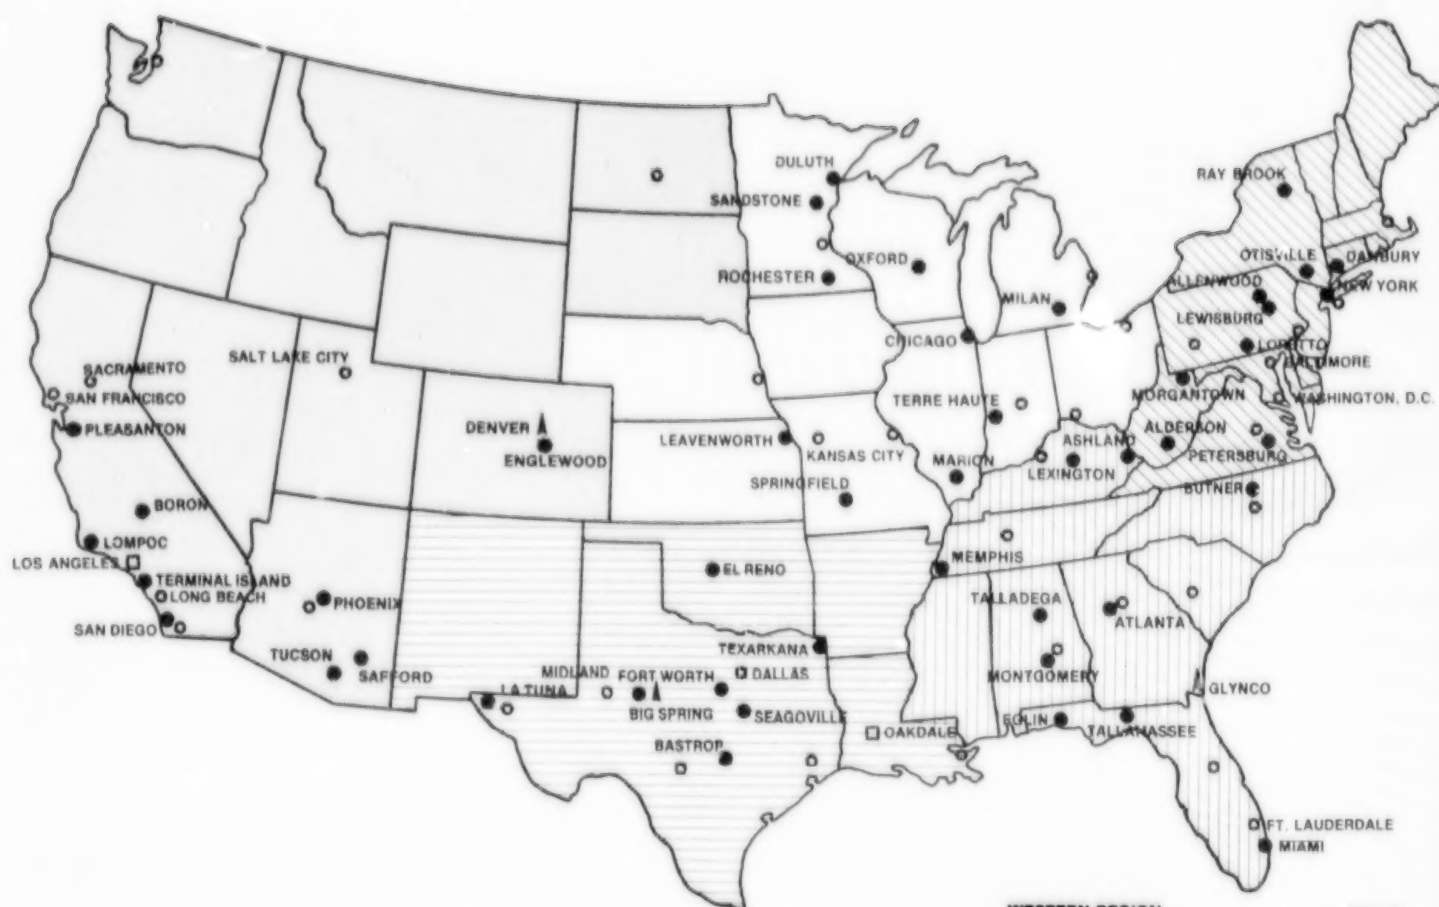 DULUTH
RAY BROOK
SANDSTONE
OTISVILLE
DANBURY
OXFORD
ROCHESTER
ALLENWOOD
NEW YORK
MILAN
LEWISBURG
CHICAGO
LORETTO
SALT LAKE CITY
BALTIMORE
SACRAMENTO
MORGANTOWN
WASHINGTON, D.C.
SAN FRANCISCO
TERRE HAUTE
PLEASANTON
DENVER
LEAVENWORTH
ASHLAND
ALDERSON
KANSAS CITY
PETERSBURG
ENGLEWOOD
MARION
LEXINGTON
SPRINGFIELD
BUTNER
BORON
LOMPOC
MEMPHIS
LOS ANGELES
EL RENO
TERMINAL ISLAND
LONG BEACH
PHOENIX
TALLADEGA
ATLANTA
SAN DIEGO
TEXARKANA
TUCSON
SAFFORD
MIDLAND
FORT WORTH
DALLAS
MONTGOMERY
LA TUNA
GLYNCO
BIG SPRING
SEAGOVILLE
EGLIN
TALLAHASSEE
OAKDALE
BASTROP
FT. LAUDERDALE
MIAMI
WESTERN REGION